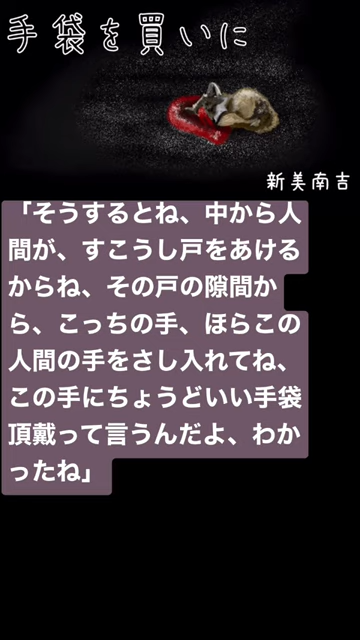 手袋を買いに
新美南吉
「そうするとね、中から人
間が、すこうし戸をあける
からね、その戸の隙間か
ら、こっちの手、ほらこの
人間の手をさし入れてね、
この手にちょうどいい手袋
頂戴って言うんだよ、わか
ったね」